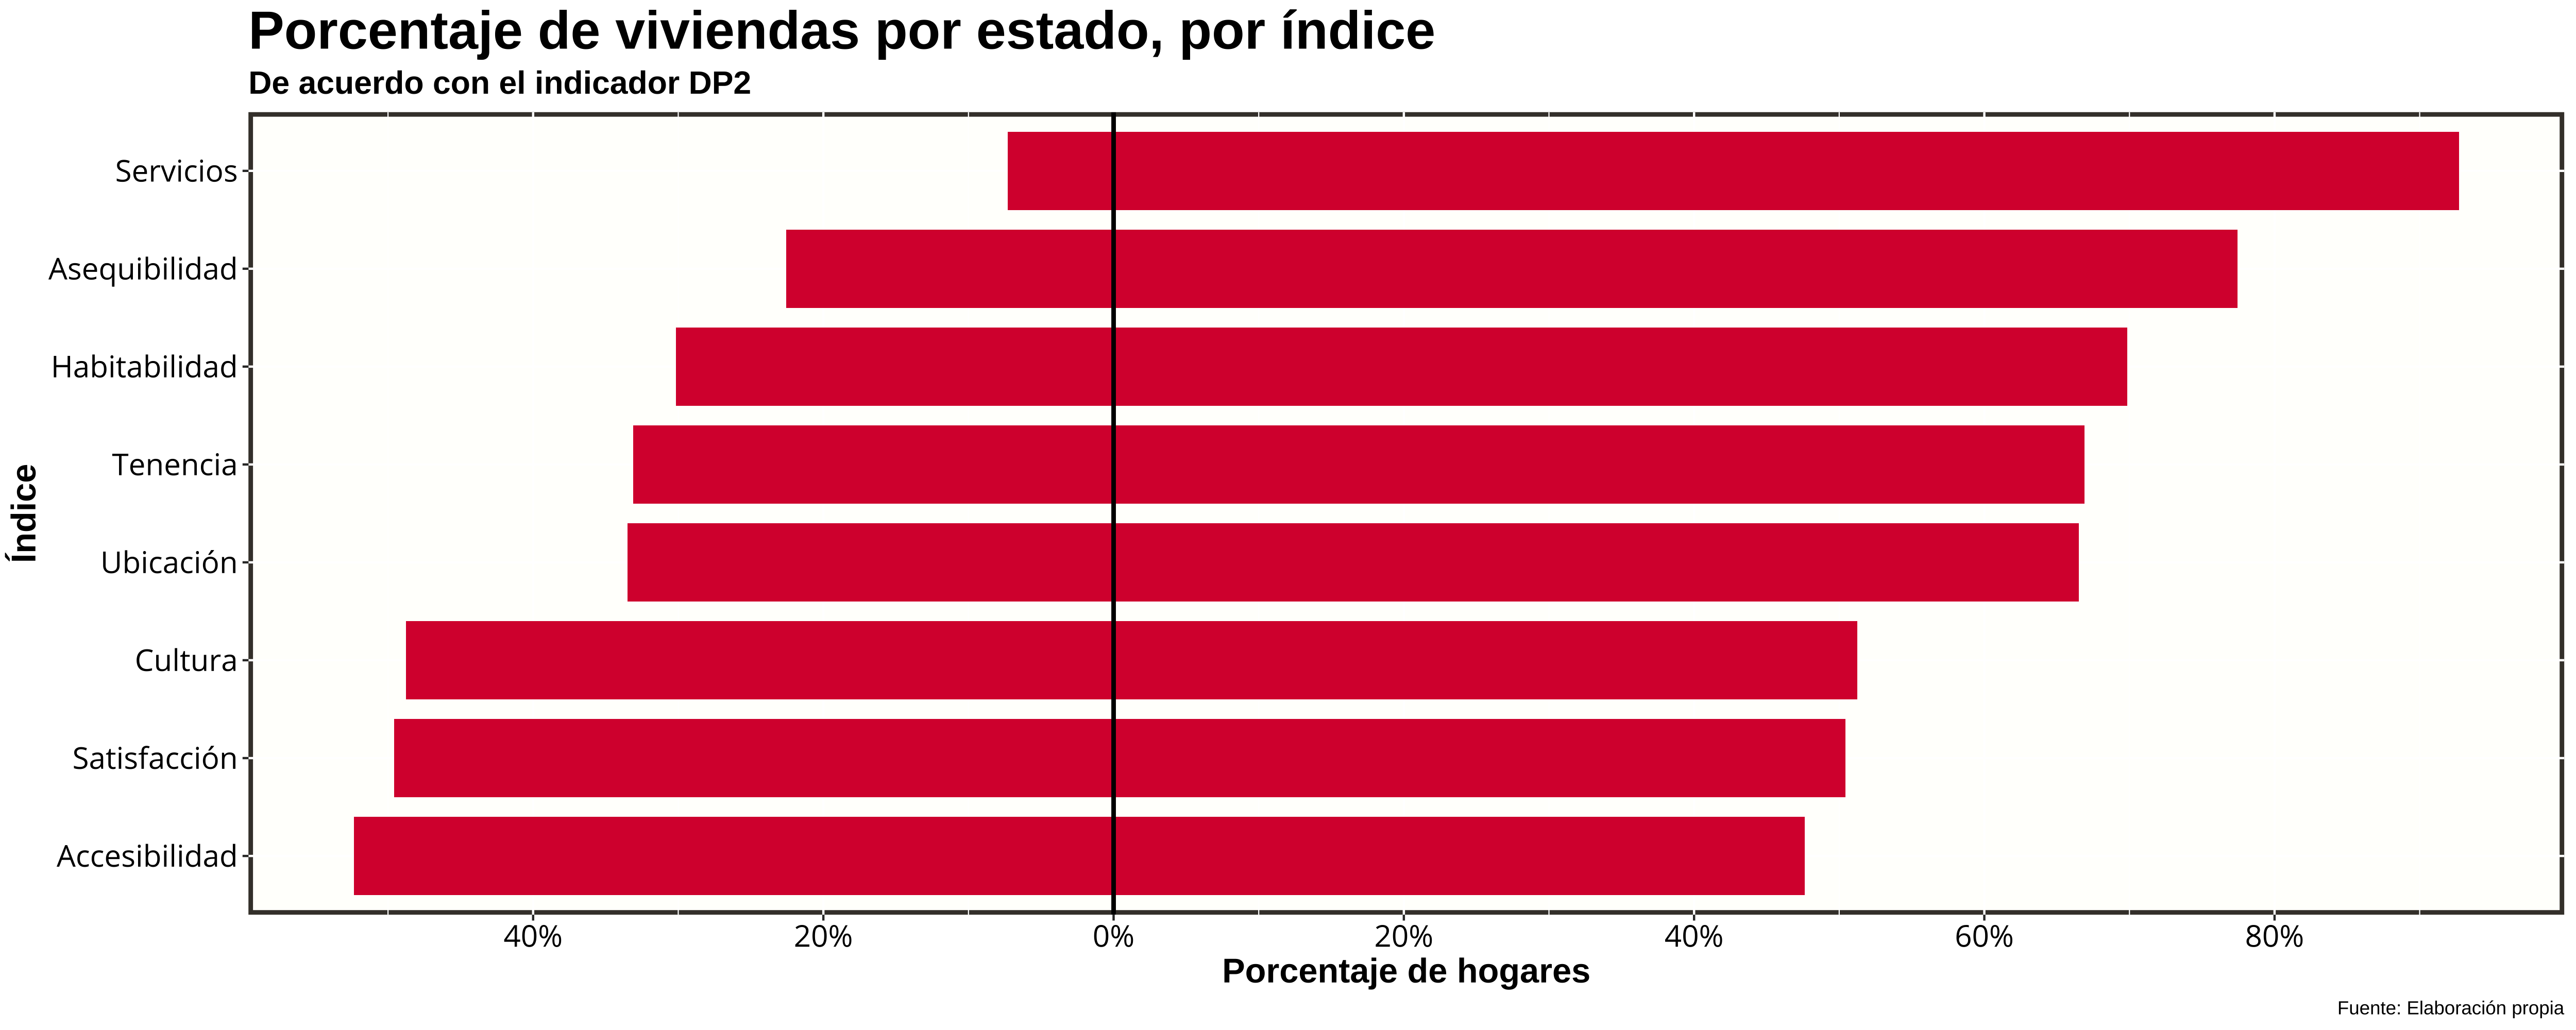 Porcentaje de viviendas por estado, por índice
De acuerdo con el indicador DP2
Índice
Servicios
Asequibilidad
Habitabilidad
Tenencia
Ubicación
Cultura
Satisfacción
Accesibilidad
40% 20% 0% 20% 40% 60% 80%
Porcentaje de hogares
Fuente: Elaboración propia